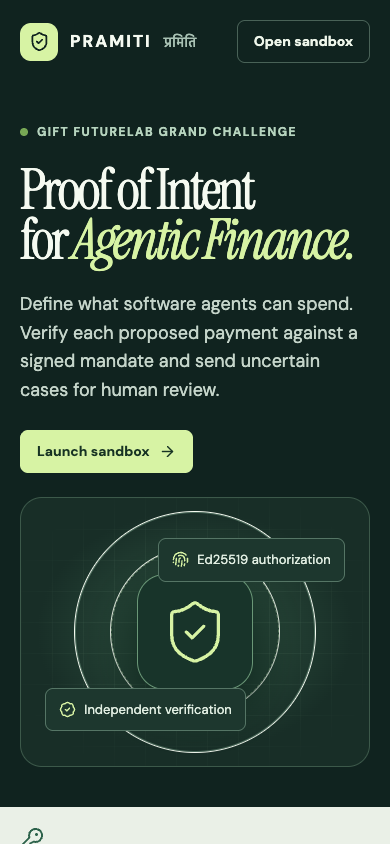 PRAMITI प्रमिति
Open sandbox
GIFT FUTURELAB GRAND CHALLENGE
Proof of Intent
for Agentic Finance.
Define what software agents can spend.
Verify each proposed payment against a
signed mandate and send uncertain
cases for human review.
Launch sandbox
Ed25519 authorization
Independent verification